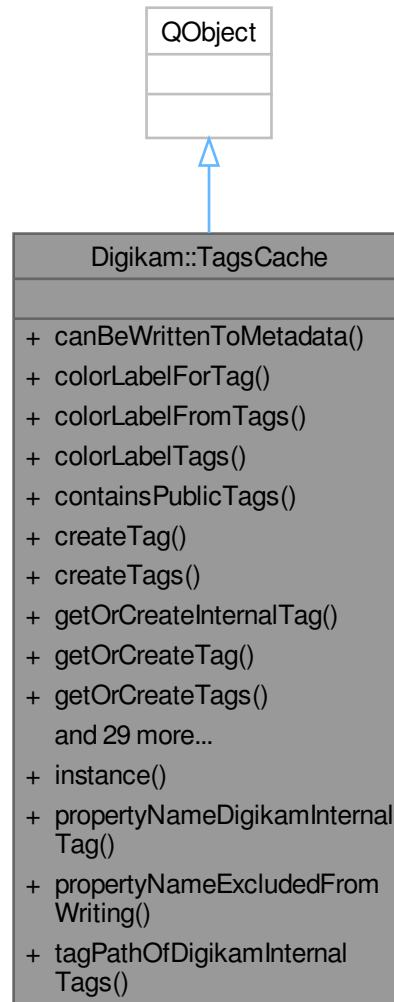 QObject
Digikam::TagsCache
+ canBeWrittenToMetadata()
+ colorLabelForTag()
+ colorLabelFromTags()
+ colorLabelTags()
+ containsPublicTags()
+ createTag()
+ createTags()
+ getOrCreateInternalTag()
+ getOrCreateTag()
+ getOrCreateTags()
and 29 more...
+ instance()
+ propertyNameDigikamInternal
Tag()
+ propertyNameExcludedFrom
Writing()
+ tagPathOfDigikamInternal
Tags()